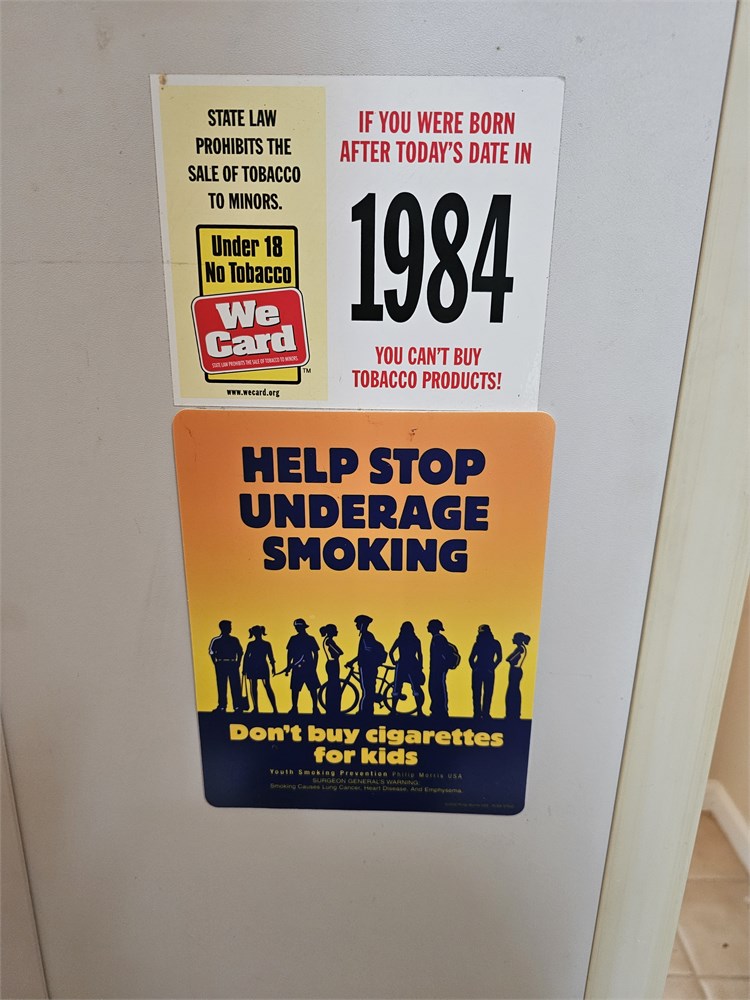 STATE LAW
PROHIBITS THE
SALE OF TOBACCO
TO MINORS.
Under 18
No Tobacco
We
Card
STATE LAW PROHIBITS THE SALE OF TOBACCO TO MINORS.
TM
www.wecard.org
IF YOU WERE BORN
AFTER TODAY'S DATE IN
1984
YOU CAN'T BUY
TOBACCO PRODUCTS!
HELP STOP
UNDERAGE
SMOKING
Don't buy cigarettes
for kids
Youth Smoking Prevention Philip Morris USA
SURGEON GENERAL'S WARNING:
Smoking Causes Lung Cancer, Heart Disease, And Emphysema.